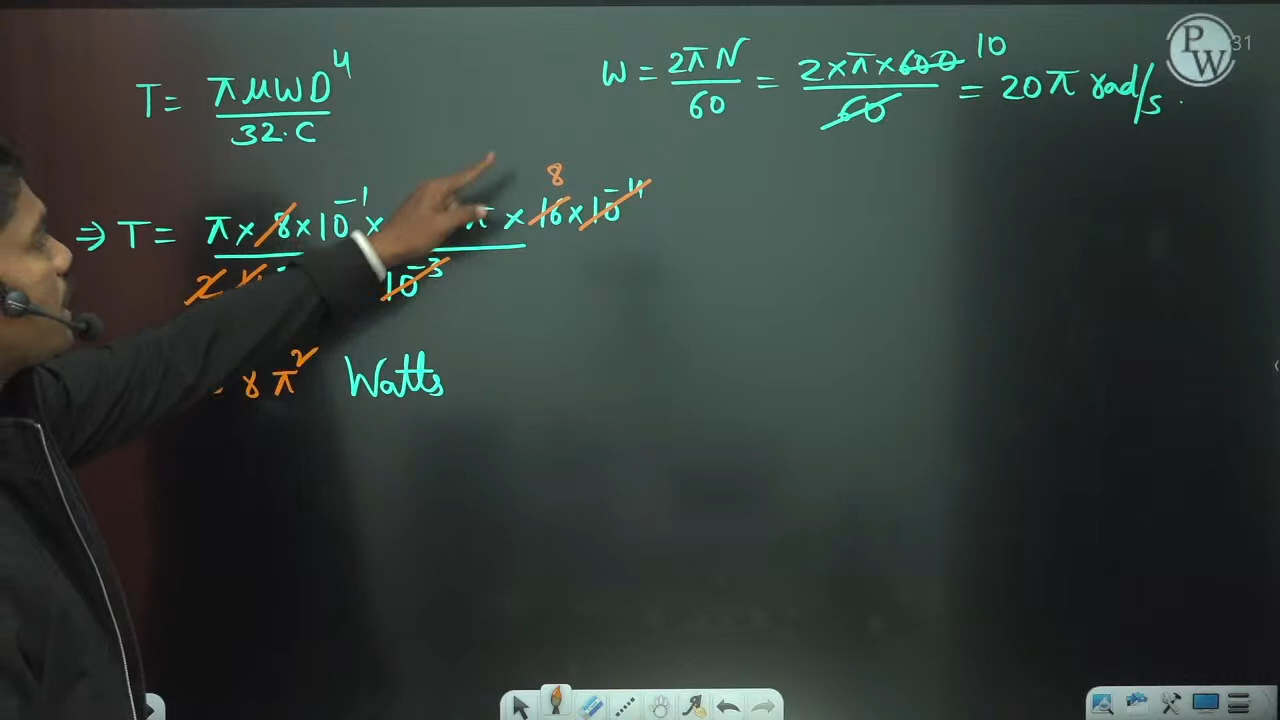 T = πμWD⁴ / 32·C
W = 2πN / 60 = 2×π×600 10 / 60 = 20π rad/s.
⇒ T = π × 8 × 10⁻¹ × π × 16 8 × 10⁻⁴
10⁻³
8π² Watts
PW
31